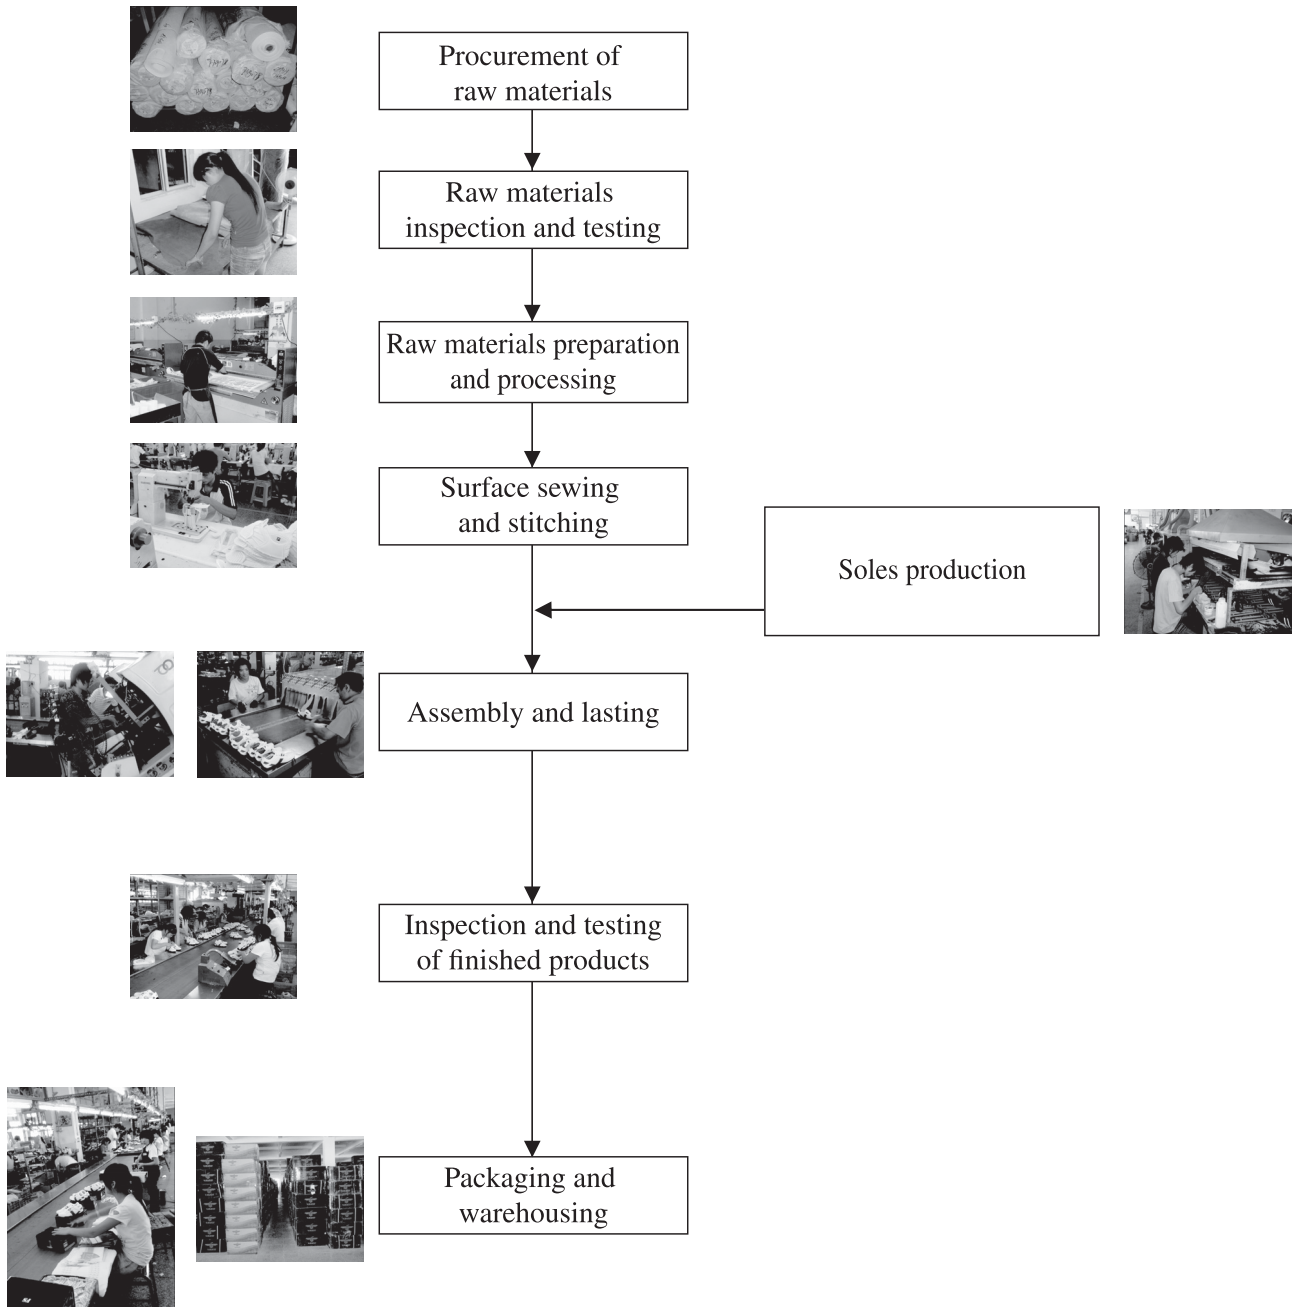 Procurement of
raw materials
Raw materials
inspection and testing
Raw materials preparation
and processing
Surface sewing
and stitching
Soles production
Assembly and lasting
Inspection and testing
of finished products
Packaging and
warehousing